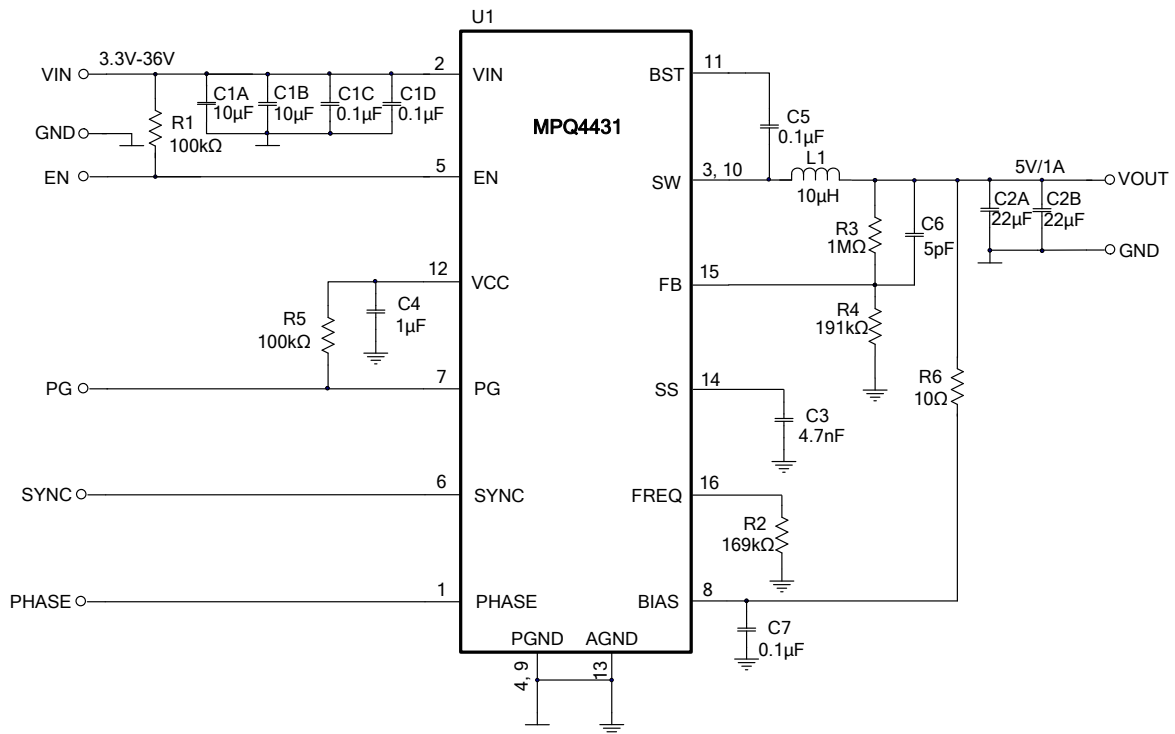 U1
MPQ4431
VIN
3.3V-36V
GND
EN
R1
100kΩ
C1A
10µF
C1B
10µF
C1C
0.1µF
C1D
0.1µF
2
VIN
5
EN
12
VCC
R5
100kΩ
C4
1µF
PG
7
PG
SYNC
6
SYNC
PHASE
1
PHASE
PGND
4, 9
AGND
13
BST
11
C5
0.1µF
SW
3, 10
L1
10µH
5V/1A
VOUT
R3
1MΩ
C6
5pF
C2A
22µF
C2B
22µF
GND
FB
15
R4
191kΩ
SS
14
C3
4.7nF
R6
10Ω
FREQ
16
R2
169kΩ
BIAS
8
C7
0.1µF